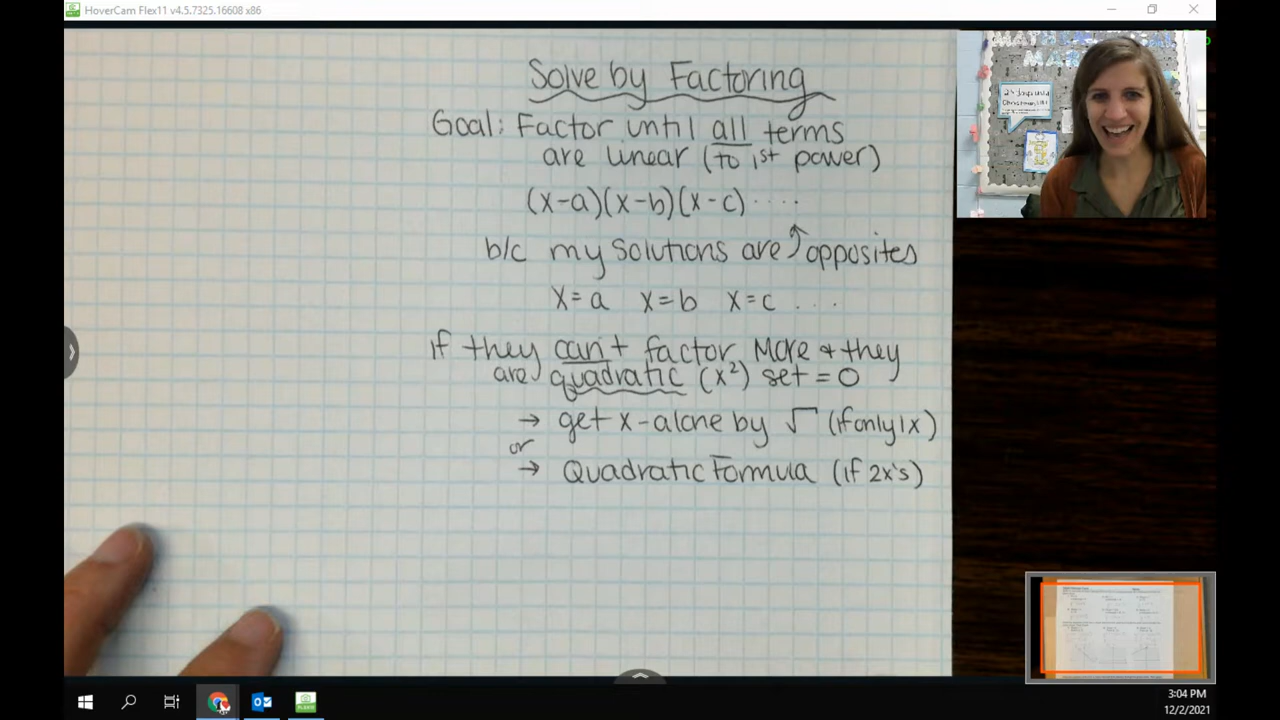 HoverCam Flex11 v4.5.7325.16608 x86
Solve by Factoring
Goal: Factor until all terms
are linear (to 1st power)
(x-a)(x-b)(x-c) ....
b/c my solutions are opposites
x=a x=b x=c ....
if they can't factor more & they
are quadratic (x²) set = 0
→ get x-alone by √ (if only 1 x)
or
→ Quadratic Formula (if 2x's)
3:04 PM
12/2/2021